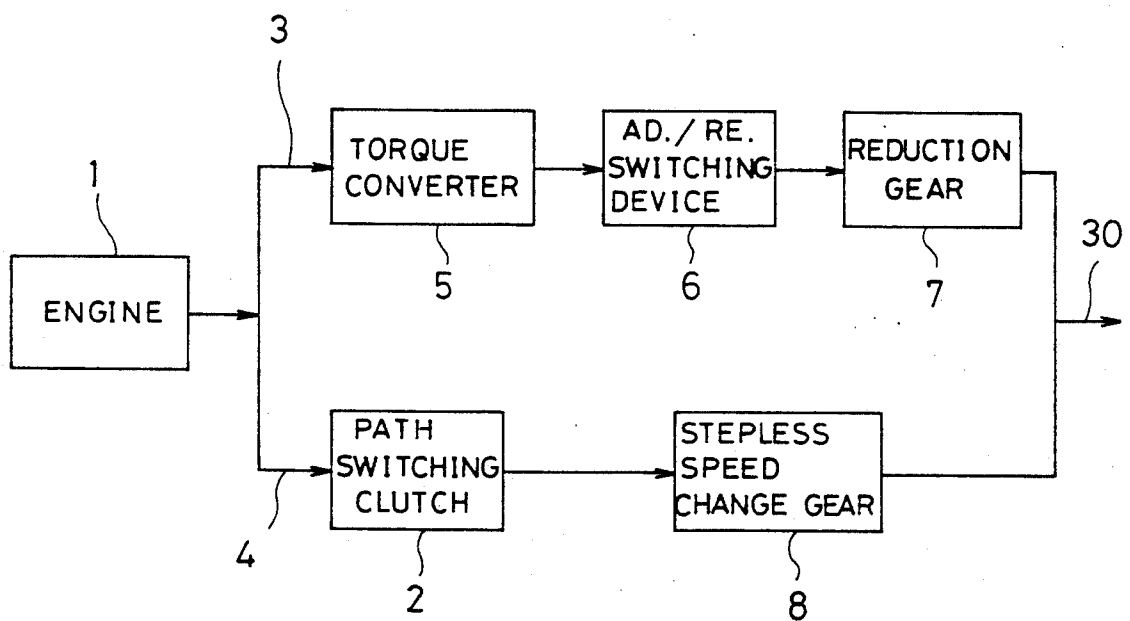 3
TORQUE
CONVERTER
5
AD./RE.
SWITCHING
DEVICE
6
REDUCTION
GEAR
7
1
ENGINE
30
4
PATH
SWITCHING
CLUTCH
2
STEPLESS
SPEED
CHANGE GEAR
8